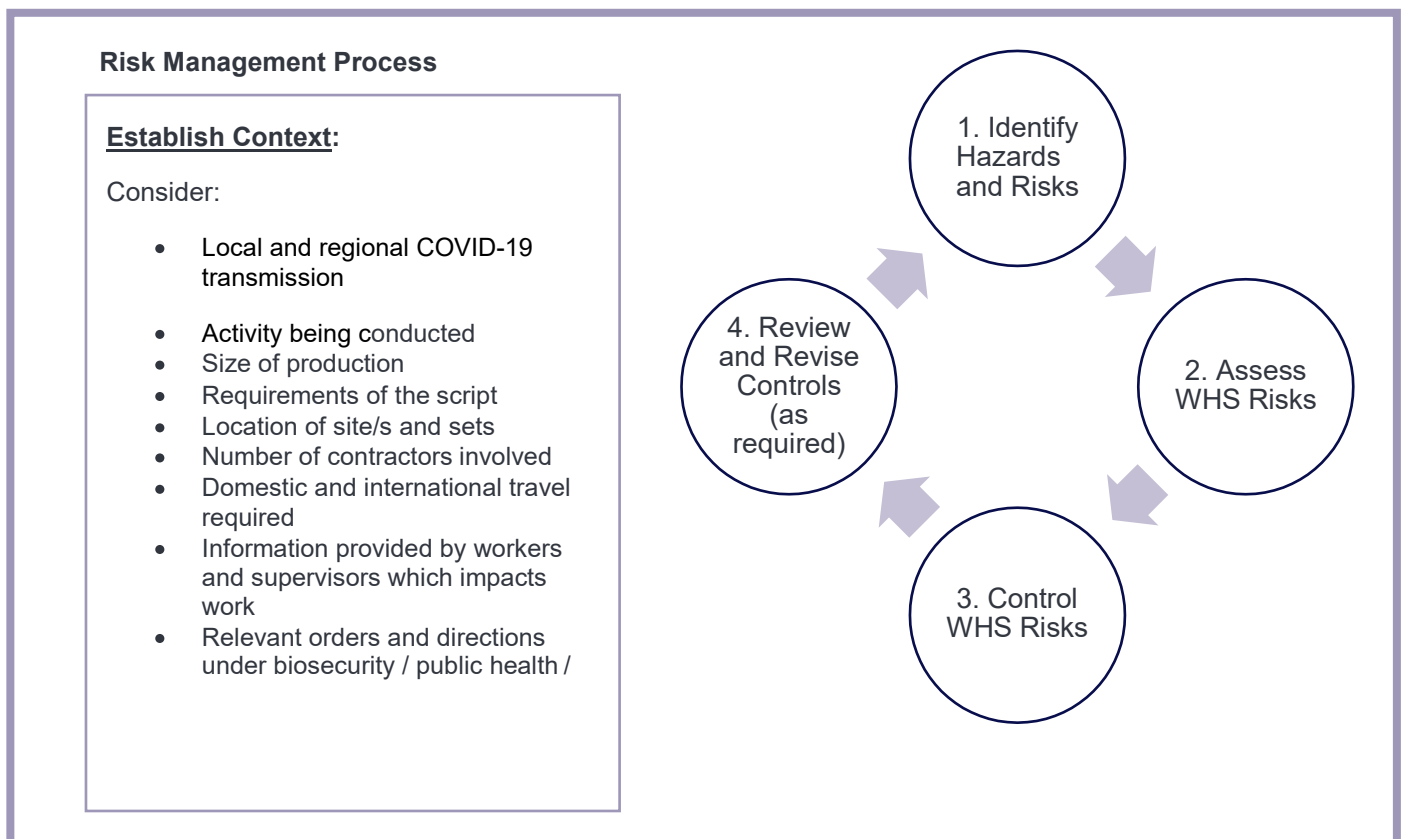 Risk Management Process
Establish Context:
Consider:
• Local and regional COVID-19
transmission
• Activity being conducted
• Size of production
• Requirements of the script
• Location of site/s and sets
• Number of contractors involved
• Domestic and international travel
required
• Information provided by workers
and supervisors which impacts
work
• Relevant orders and directions
under biosecurity / public health /
1. Identify
Hazards
and Risks
2. Assess
WHS Risks
3. Control
WHS Risks
4. Review
and Revise
Controls
(as
required)